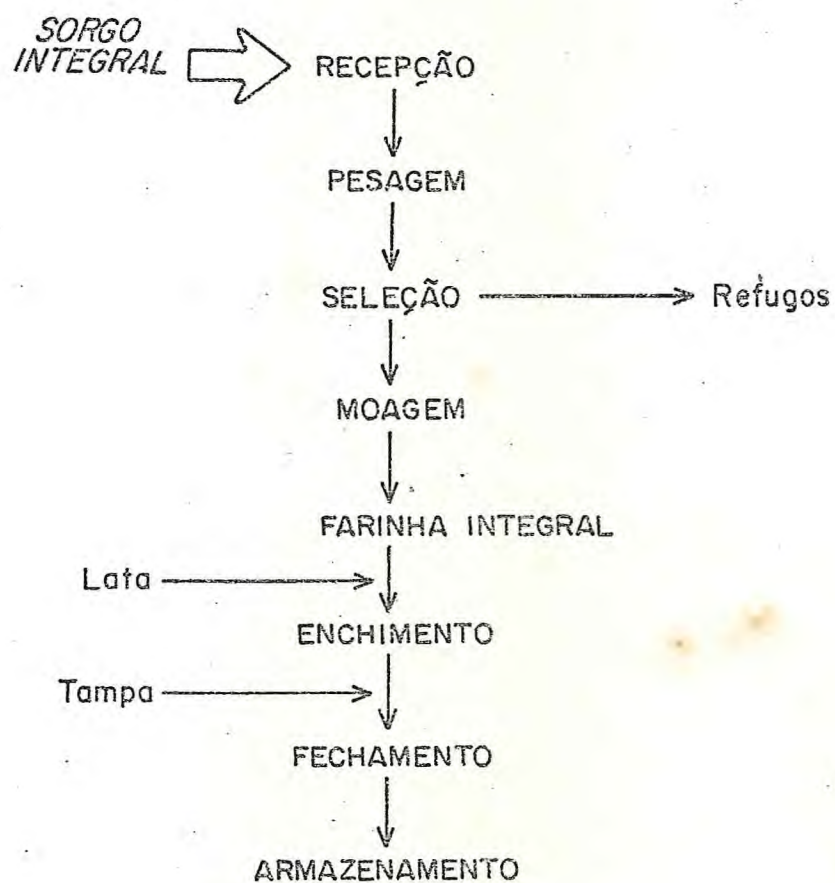 SORGO
INTEGRAL
RECEPÇÃO
PESAGEM
SELEÇÃO
Refugos
MOAGEM
FARINHA INTEGRAL
Lata
ENCHIMENTO
Tampa
FECHAMENTO
ARMAZENAMENTO